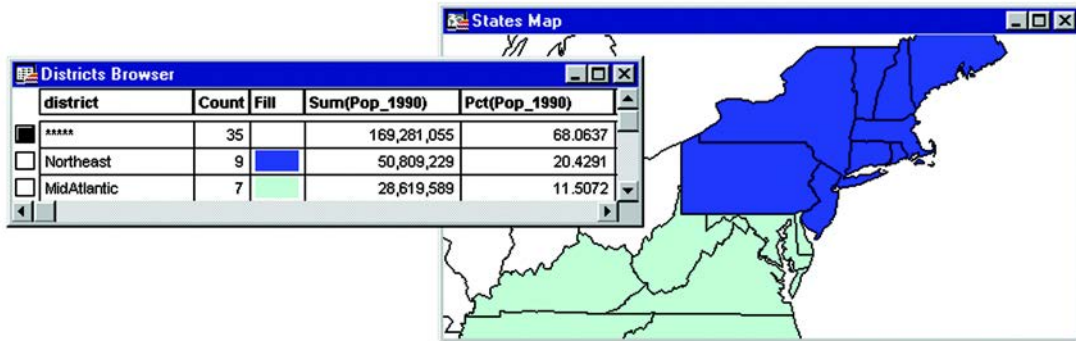 States Map
Districts Browser
district Count Fill Sum(Pop_1990) Pct(Pop_1990)
***** 35 169,281,055 68.0637
Northeast 9 50,809,229 20.4291
MidAtlantic 7 28,619,589 11.5072